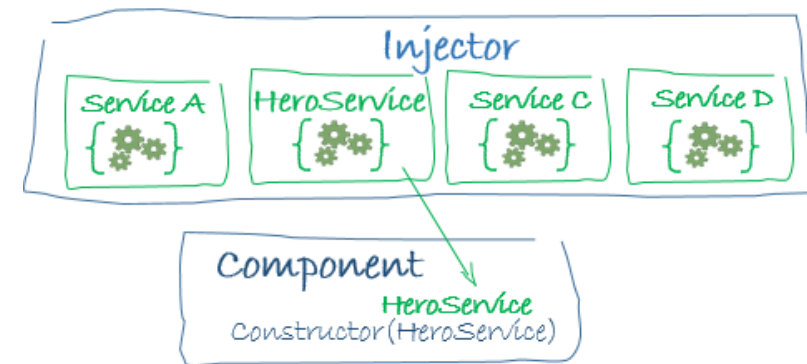 Injector
Service A HeroService Service C Service D
{ } { } { } { }
Component
HeroService
Constructor(HeroService)